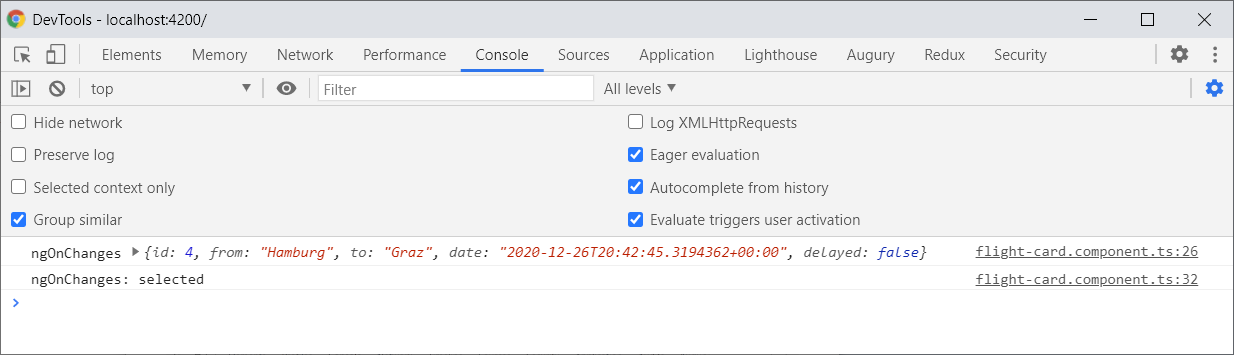 DevTools - localhost:4200/
Elements Memory Network Performance Console Sources Application Lighthouse Augury Redux Security
top Filter All levels
Hide network Log XMLHttpRequests
Preserve log Eager evaluation
Selected context only Autocomplete from history
Group similar Evaluate triggers user activation
ngOnChanges {id: 4, from: "Hamburg", to: "Graz", date: "2020-12-26T20:42:45.3194362+00:00", delayed: false} flight-card.component.ts:26
ngOnChanges: selected flight-card.component.ts:32